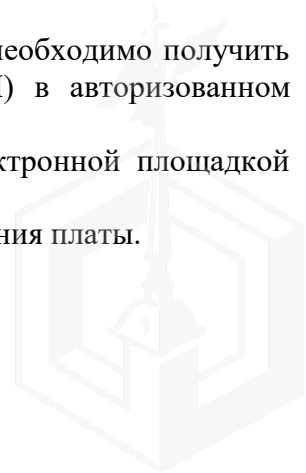 необходимо получить
) в авторизованном
ктронной площадкой
ния платы.